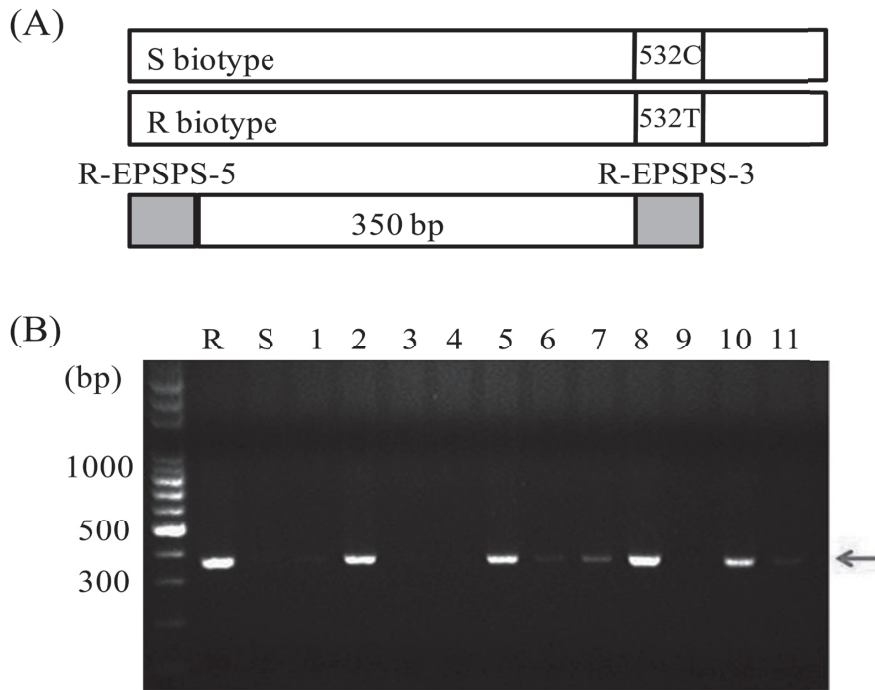 (A)
S biotype 532C
R biotype 532T
R-EPSPS-5 R-EPSPS-3
350 bp
(B)
R S 1 2 3 4 5 6 7 8 9 10 11
(bp)
1000
500
300